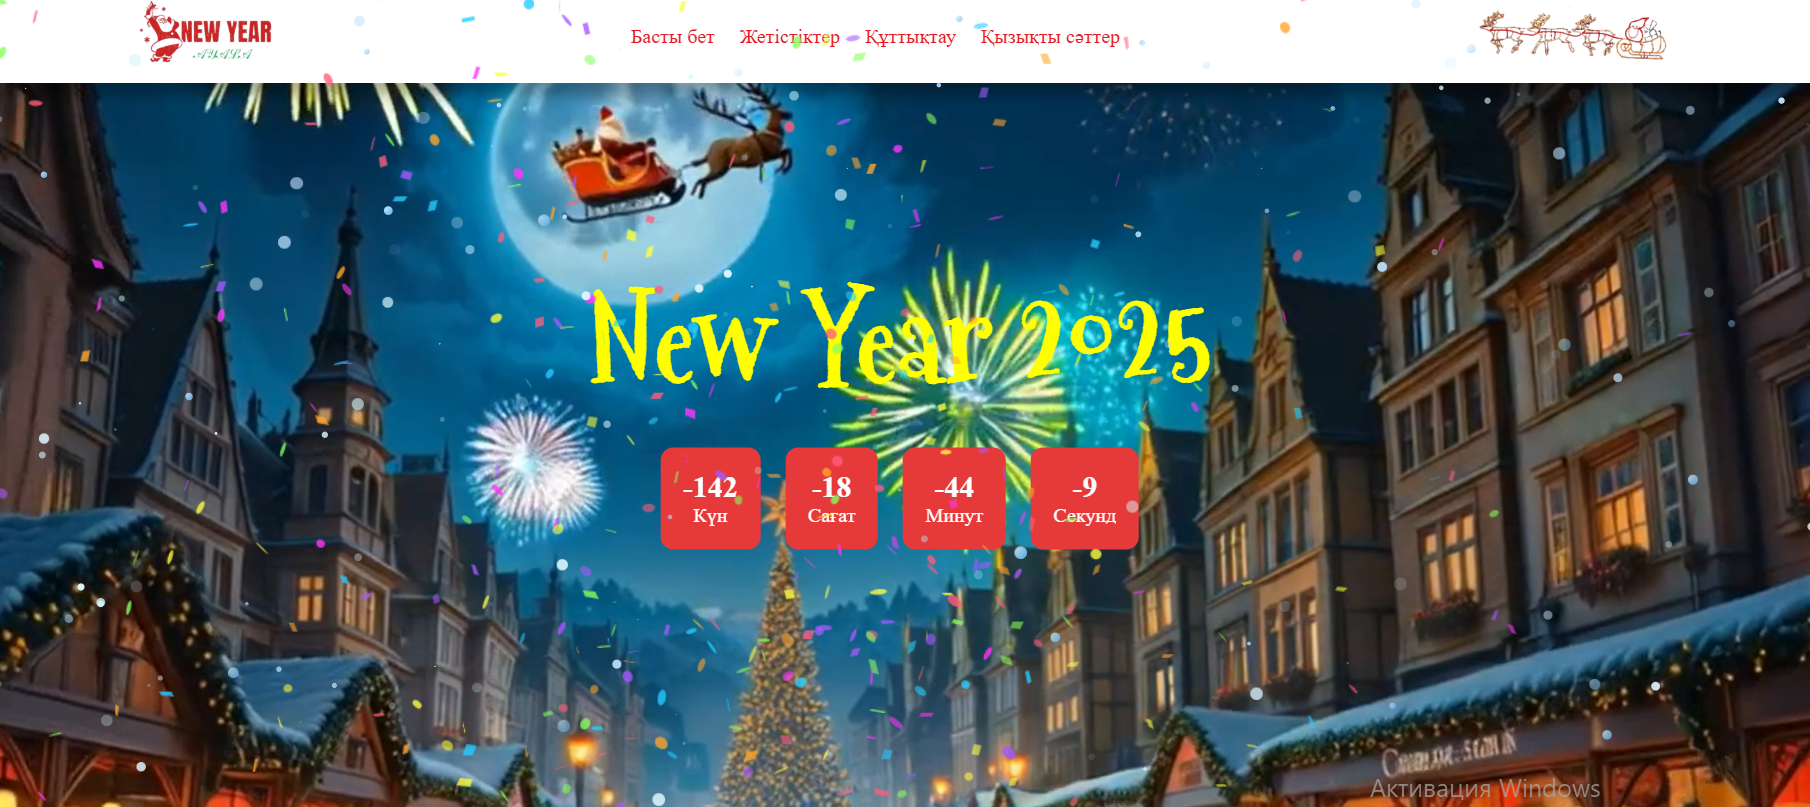 NEW YEAR
AYALA
Басты бет Жетістіктер Құттықтау Қызықты сәттер
New Year 2025
-142 -18 -44 -9
Күн Сағат Минут Секунд
Активация Windows